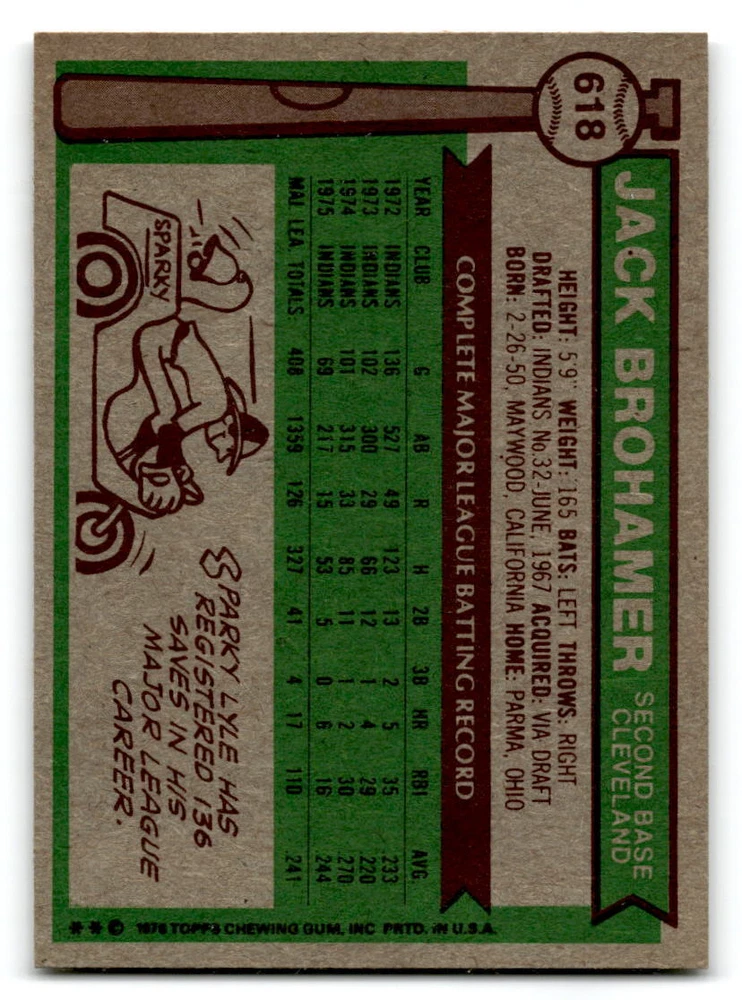 618
JACK BROHAMER
SECOND BASE
CLEVELAND
HEIGHT: 5'9" WEIGHT: 165 BATS: LEFT THROWS: RIGHT
DRAFTED: INDIANS No.32-JUNE, 1967 ACQUIRED: VIA DRAFT
BORN: 2-26-50, MAYWOOD, CALIFORNIA HOME: PARMA, OHIO
COMPLETE MAJOR LEAGUE BATTING RECORD
YEAR CLUB G AB R H 2B 3B HR RBI AVG.
1972 INDIANS 136 527 49 123 13 2 5 35 233
1973 INDIANS 102 300 29 66 12 1 4 29 220
1974 INDIANS 101 315 33 85 11 1 2 30 270
1975 INDIANS 69 217 15 53 5 0 6 16 244
MAJ. LEA. TOTALS 408 1359 126 327 41 4 17 110 241
SPARKY
SPARKY LYLE HAS
REGISTERED 136
SAVES IN HIS
MAJOR LEAGUE
CAREER.
** © 1976 TOPPS CHEWING GUM, INC PRTD. IN U.S.A.